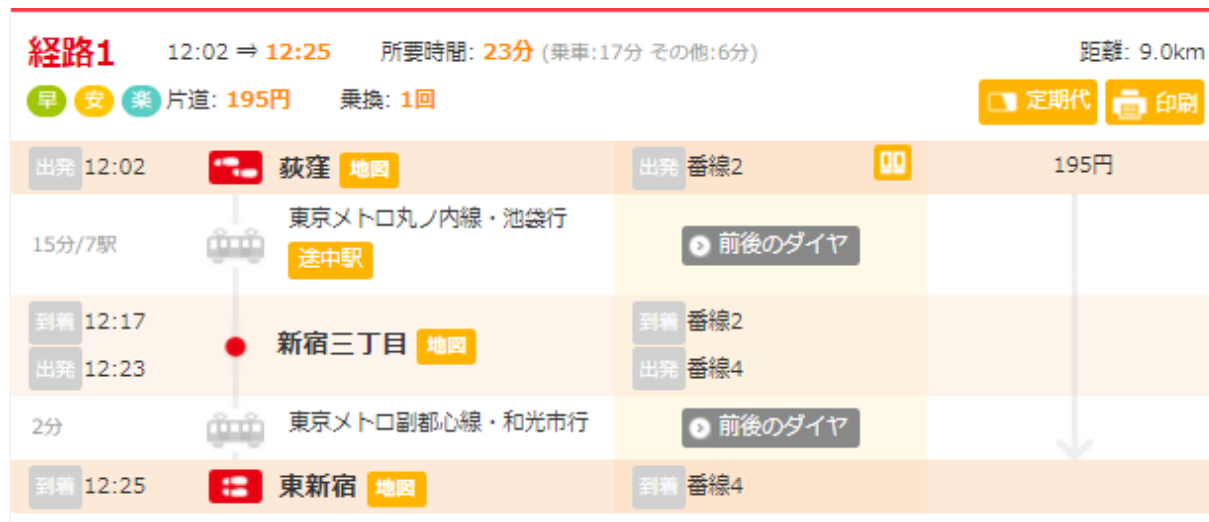 経路1 12:02 ⇒ 12:25 所要時間: 23分 (乗車:17分 その他:6分) 距離: 9.0km
早 安 楽 片道: 195円 乗換: 1回 定期代 印刷
出発 12:02 荻窪 地図 出発 番線2 195円
東京メトロ丸ノ内線・池袋行
15分/7駅 途中駅 前後のダイヤ
到着 12:17 到着 番線2
新宿三丁目 地図
出発 12:23 出発 番線4
2分 東京メトロ副都心線・和光市行 前後のダイヤ
到着 12:25 東新宿 地図 到着 番線4